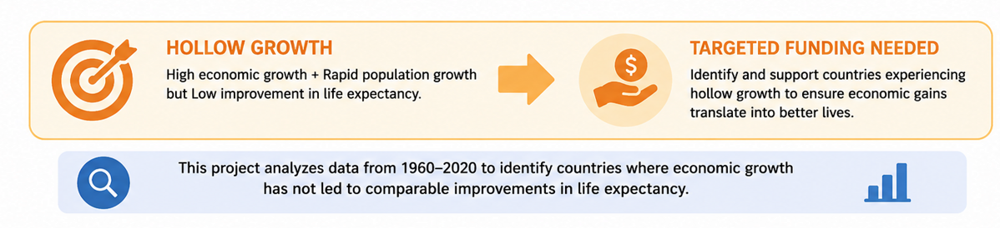 HOLLOW GROWTH
High economic growth + Rapid population growth
but Low improvement in life expectancy.
$
TARGETED FUNDING NEEDED
Identify and support countries experiencing
hollow growth to ensure economic gains
translate into better lives.
This project analyzes data from 1960–2020 to identify countries where economic growth
has not led to comparable improvements in life expectancy.